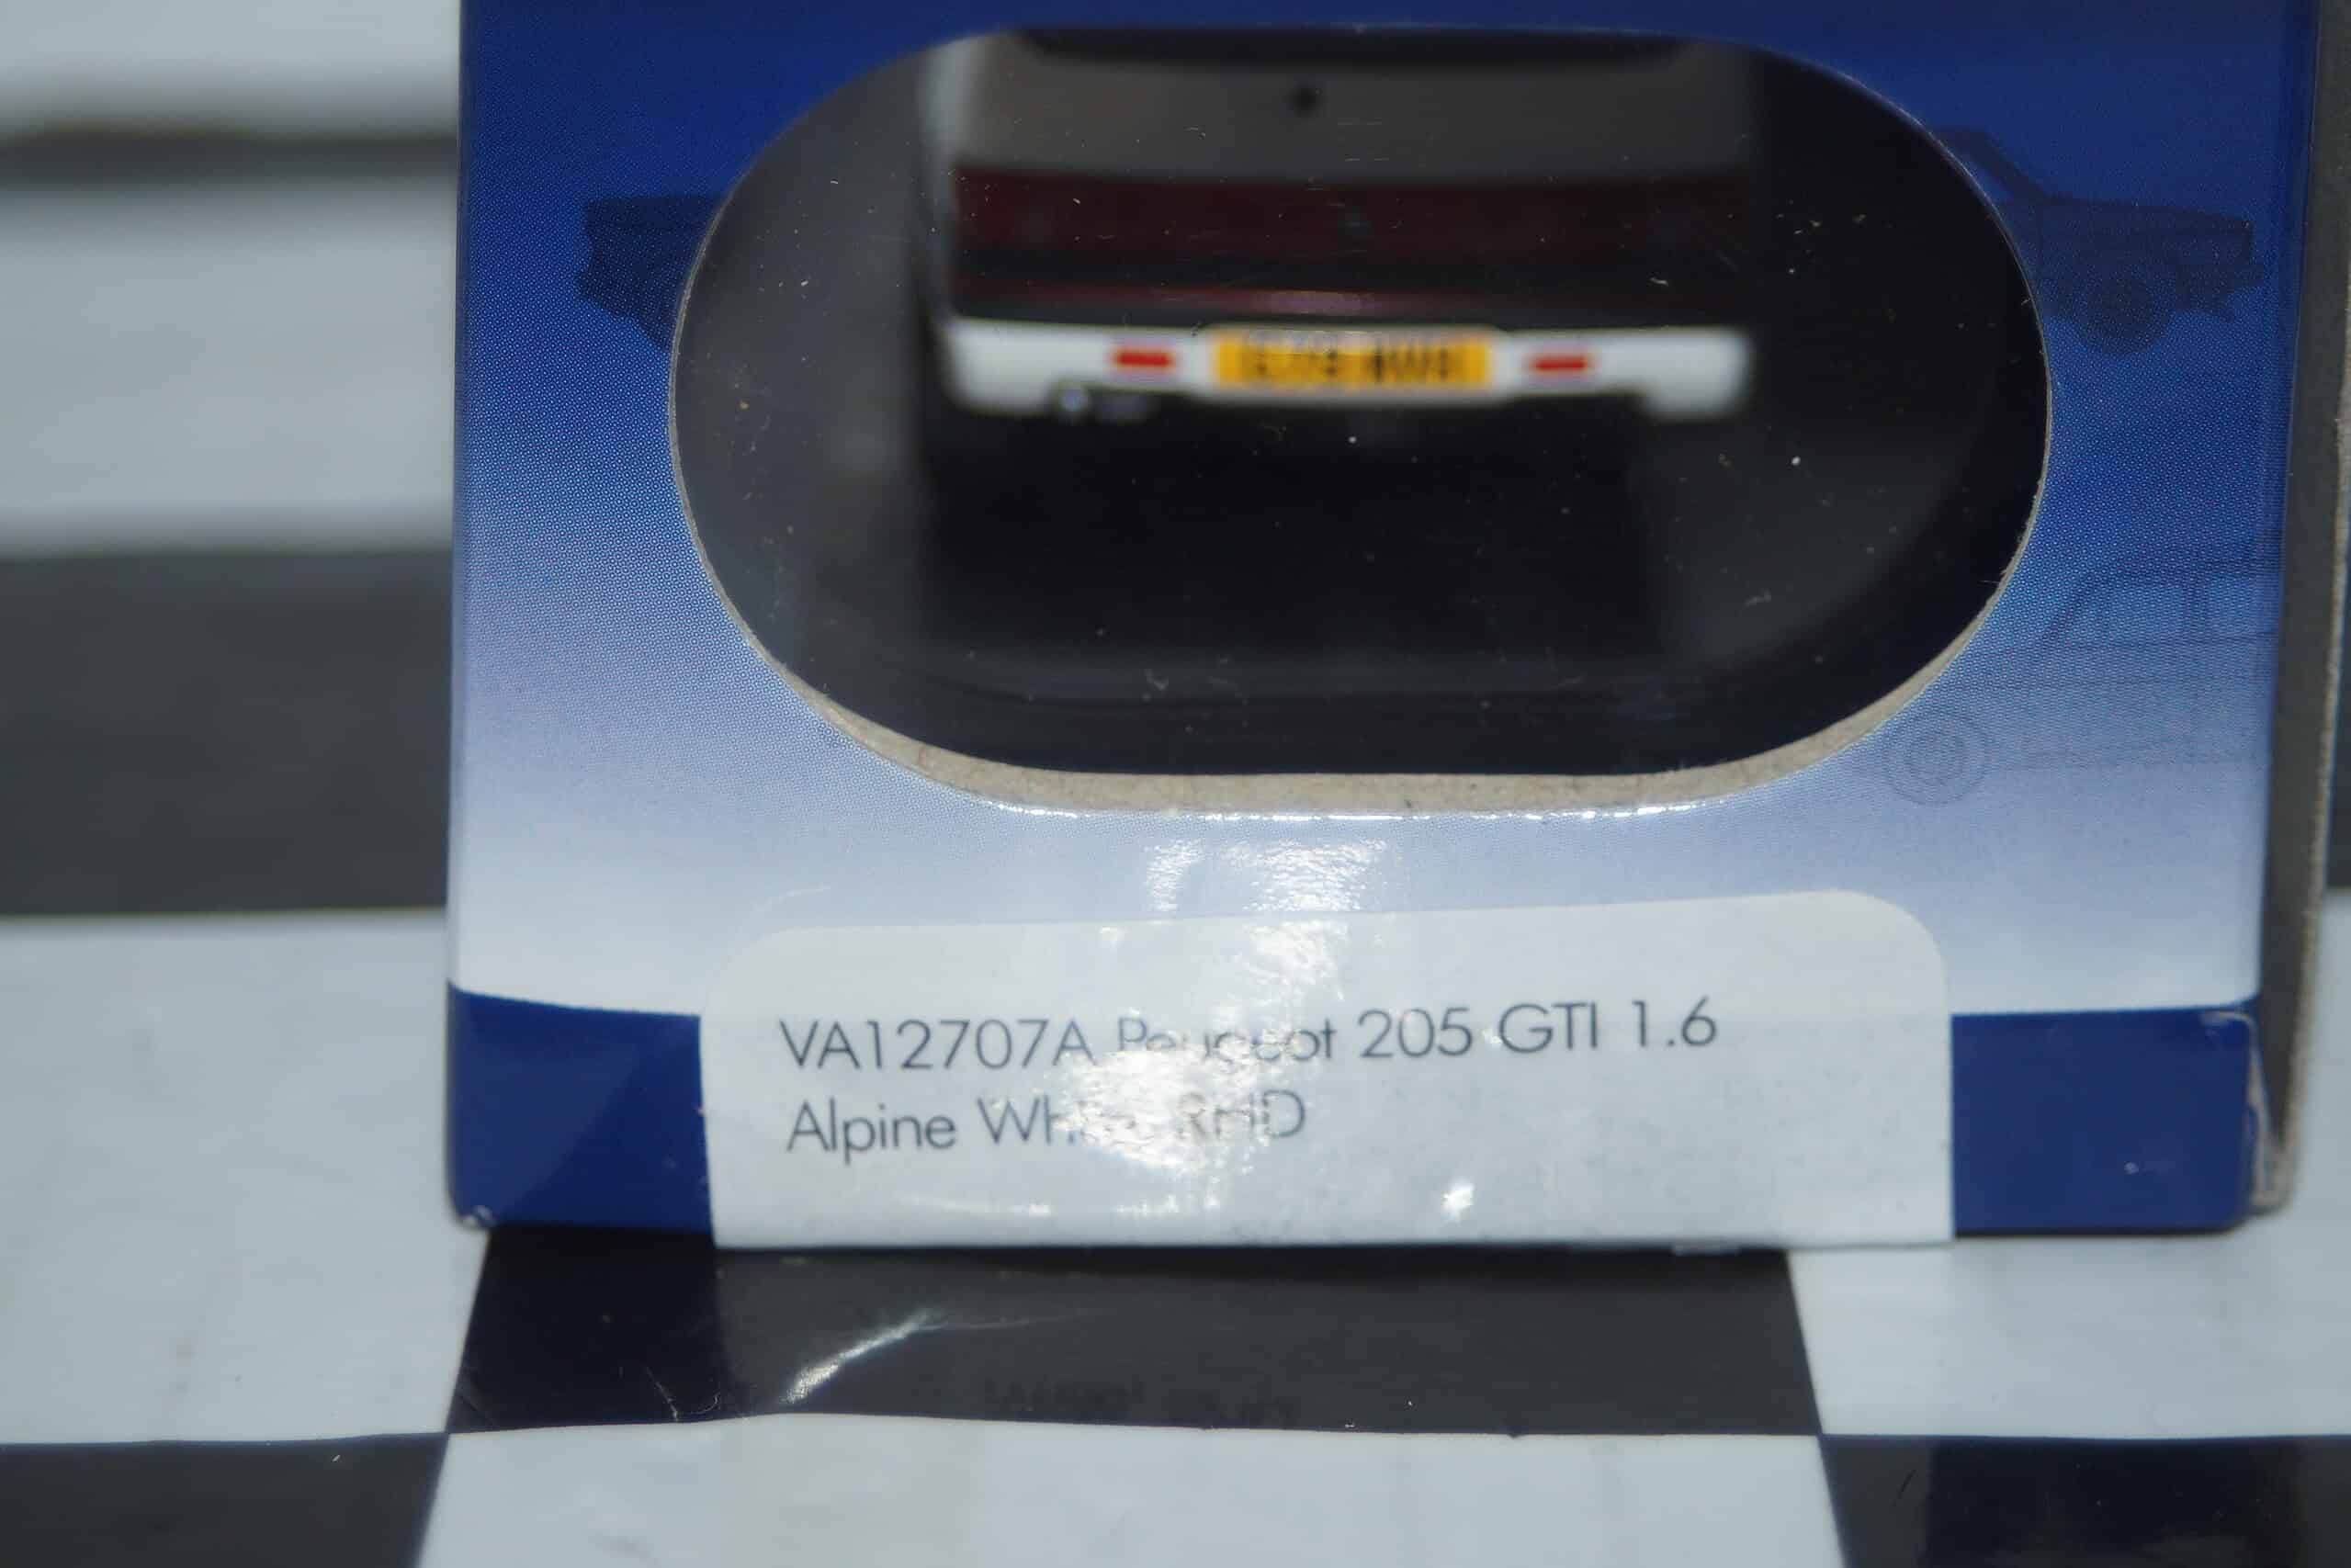 VA12707A Peugeot 205 GTI 1.6
Alpine White RHD